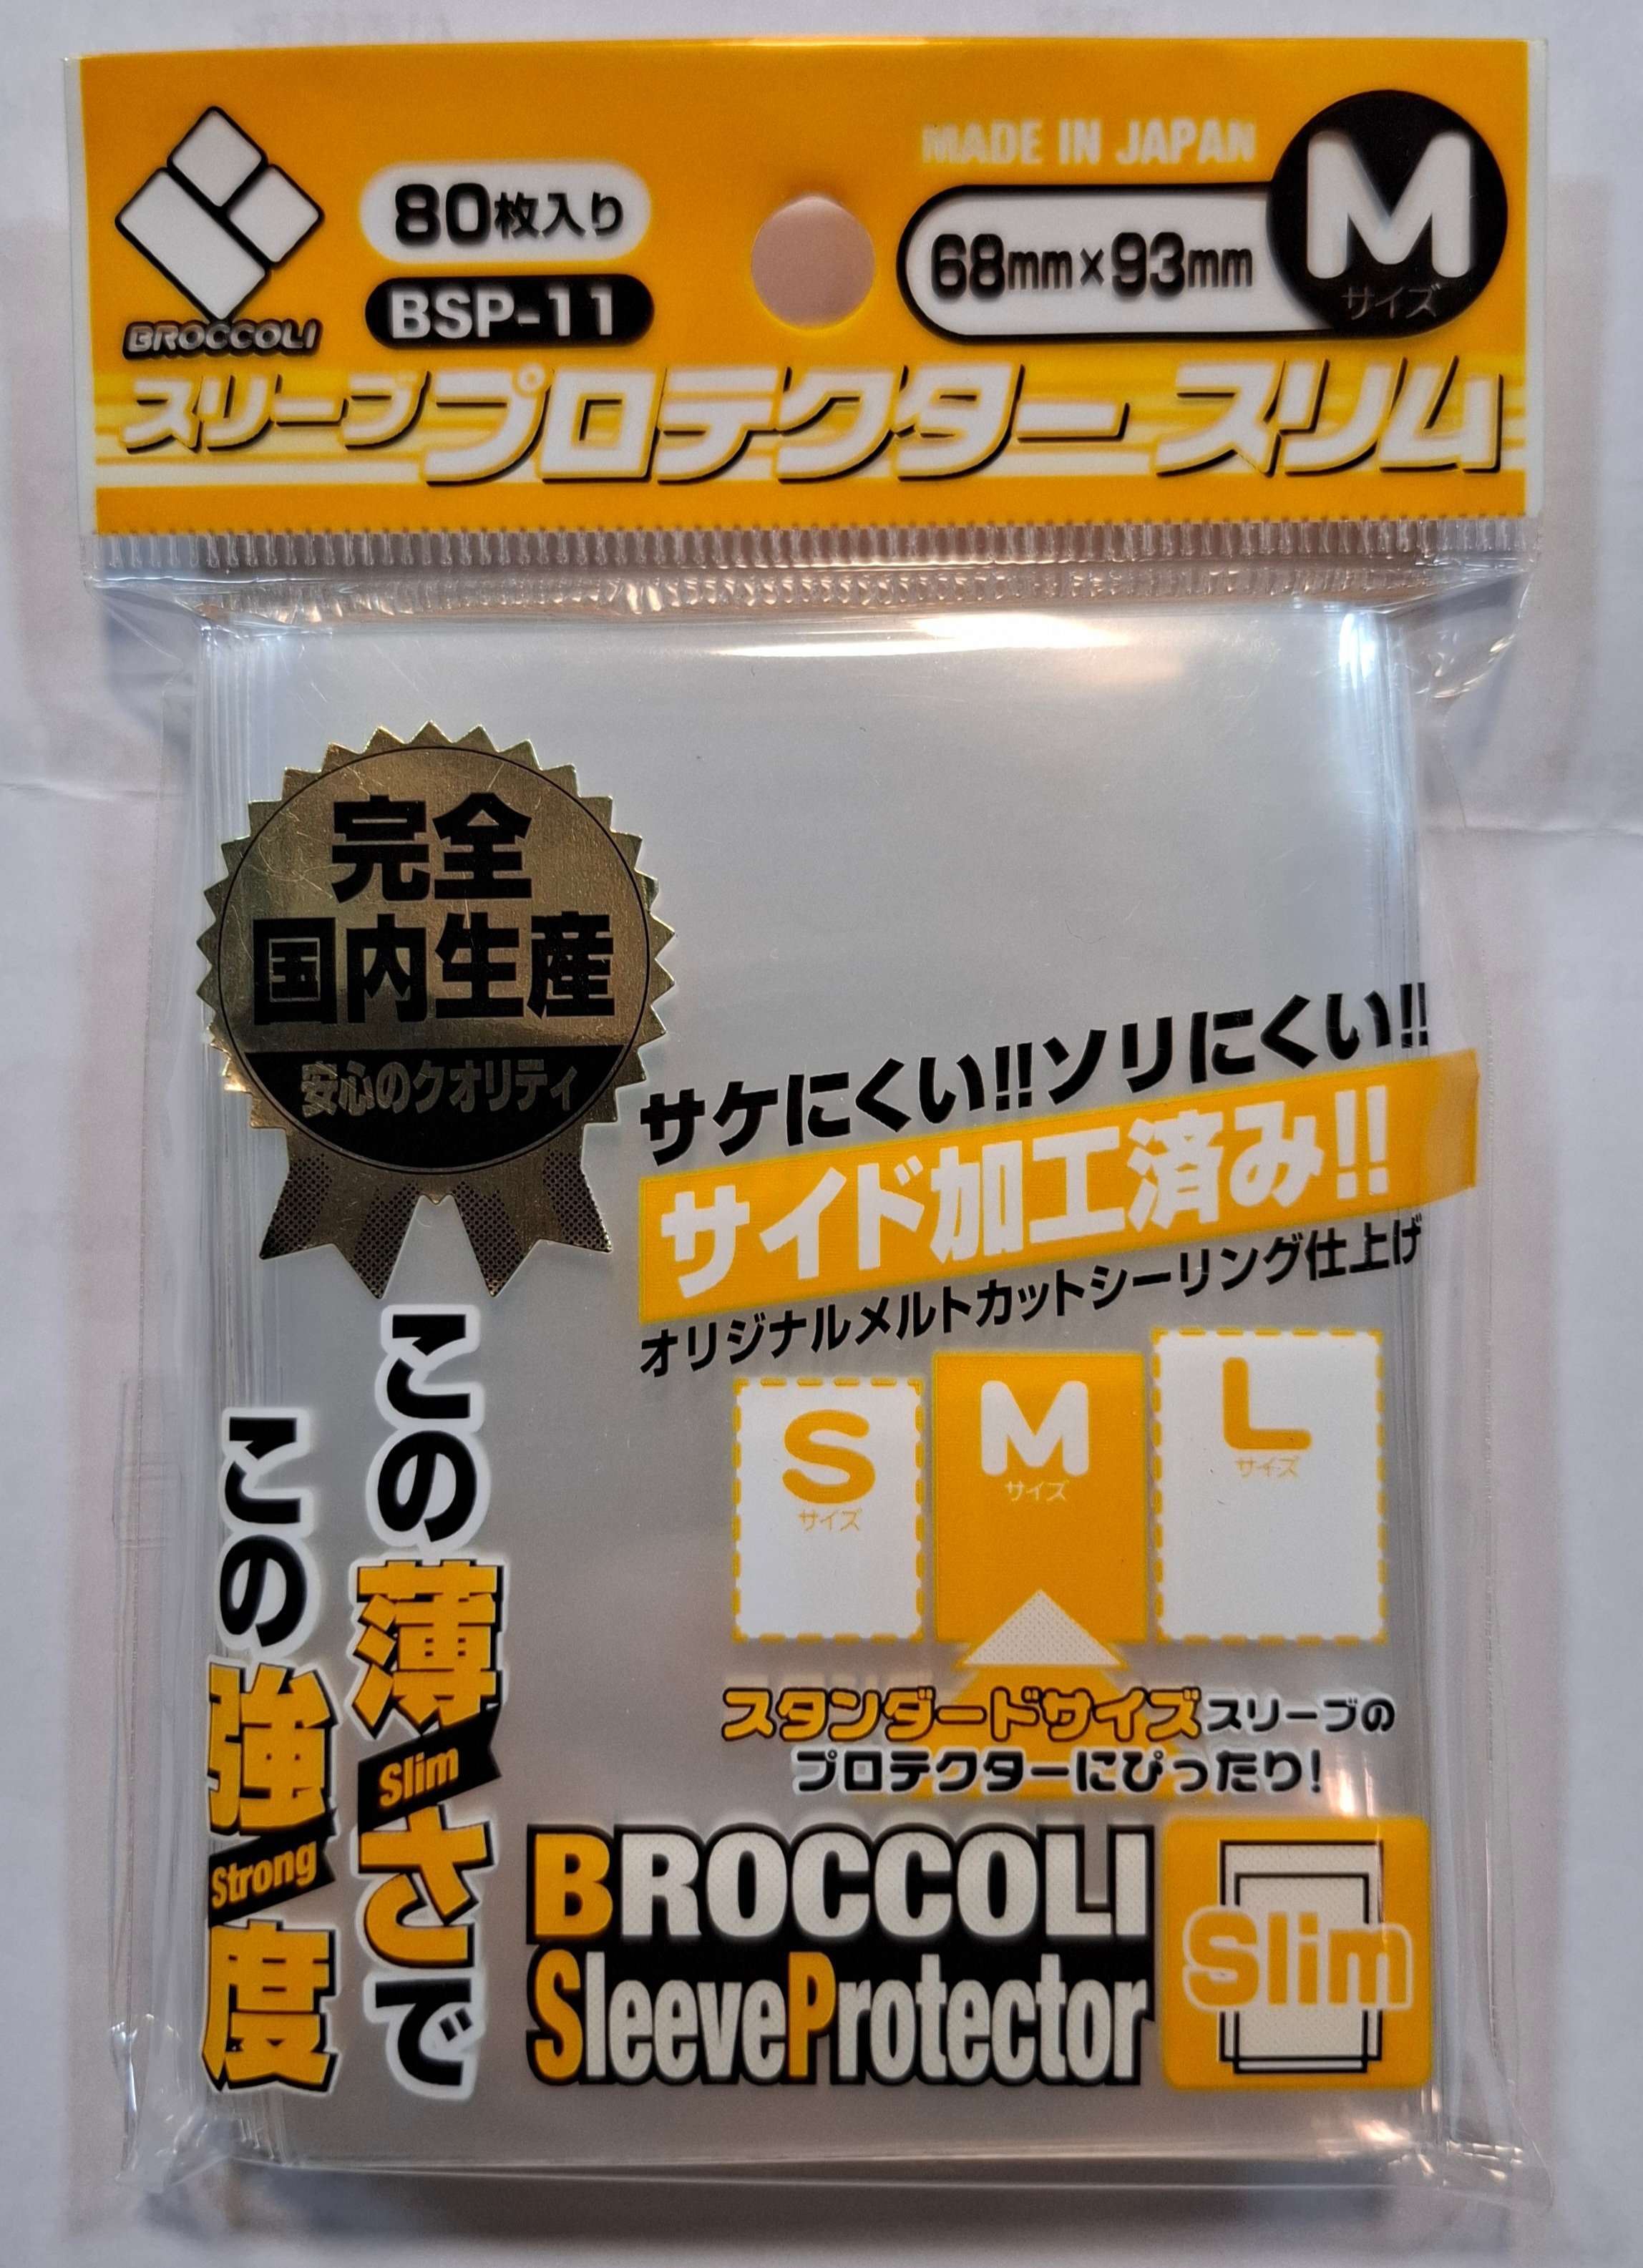 MADE IN JAPAN
80枚入り
BSP-11
BROCCOLI
68mm×93mm
M
サイズ
スリーブプロテクター スリム
完全
国内生産
安心のクオリティ
サケにくい!!ソリにくい!!
サイド加工済み!!
オリジナルメルトカットシーリング仕上げ
S
サイズ
M
サイズ
L
サイズ
スタンダードサイズスリーブの
プロテクターにぴったり!
この薄さで
Slim
この強度
Strong
BROCCOLI
SleeveProtector
Slim